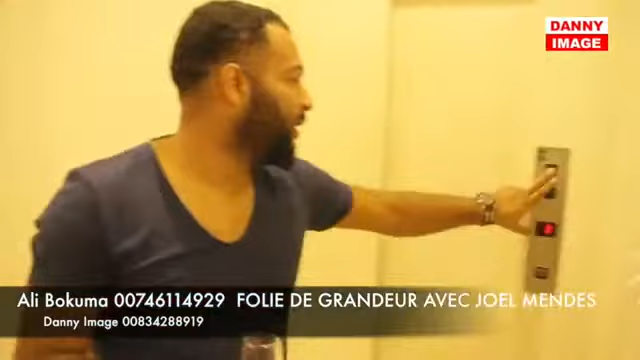 DANNY
IMAGE
Ali Bokuma 00746114929 FOLIE DE GRANDEUR AVEC JOEL MENDES
Danny Image 00834288919